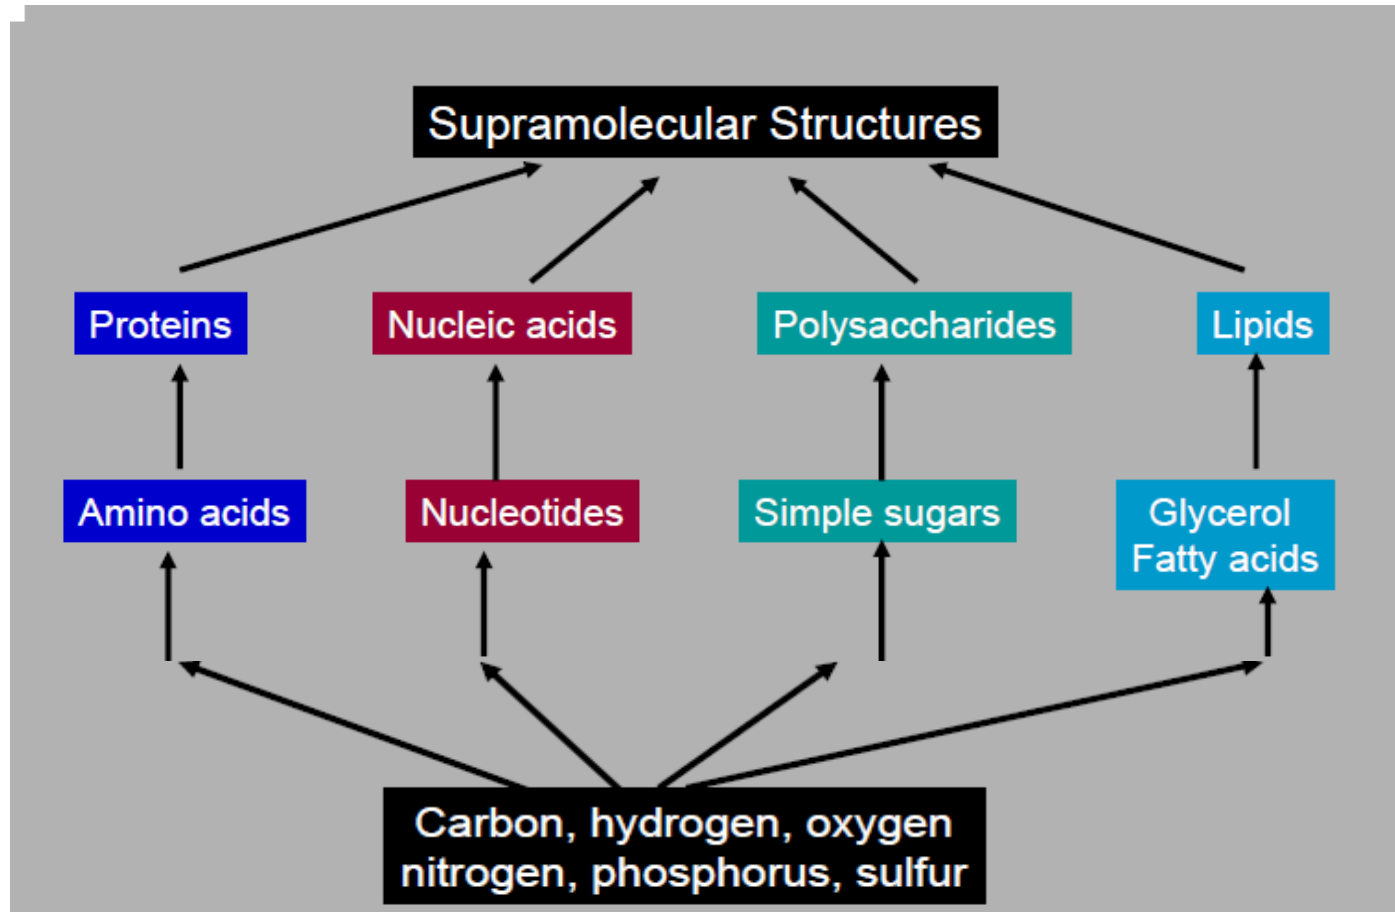 Supramolecular Structures
Proteins
Nucleic acids
Polysaccharides
Lipids
Amino acids
Nucleotides
Simple sugars
Glycerol
Fatty acids
Carbon, hydrogen, oxygen
nitrogen, phosphorus, sulfur